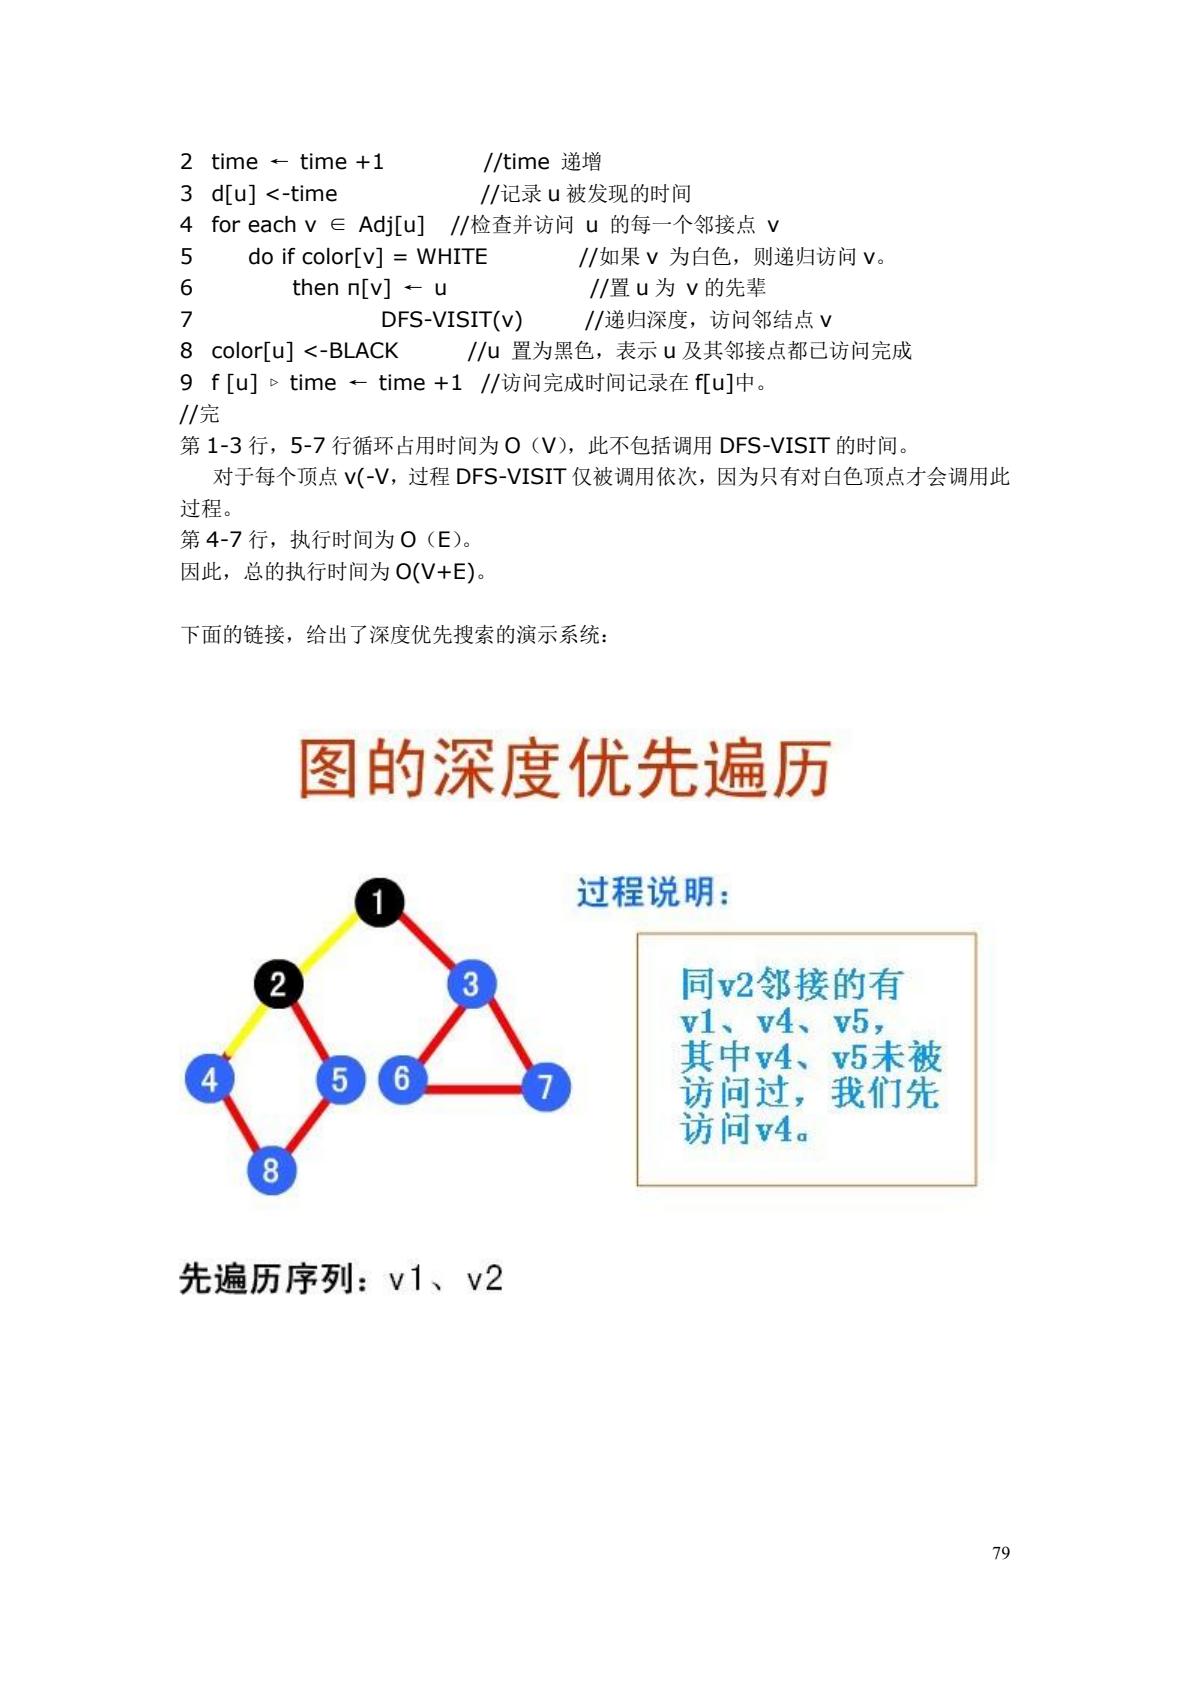 2 time ← time +1 //time 递增
3 d[u] <-time //记录 u 被发现的时间
4 for each v ∈ Adj[u] //检查并访问 u 的每一个邻接点 v
5 do if color[v] = WHITE //如果 v 为白色，则递归访问 v。
6 then π[v] ← u //置 u 为 v 的先辈
7 DFS-VISIT(v) //递归深度，访问邻结点 v
8 color[u] <-BLACK //u 置为黑色，表示 u 及其邻接点都已访问完成
9 f [u] ▹ time ← time +1 //访问完成时间记录在 f[u]中。
//完
第 1-3 行，5-7 行循环占用时间为 O（V），此不包括调用 DFS-VISIT 的时间。
对于每个顶点 v(-V，过程 DFS-VISIT 仅被调用依次，因为只有对白色顶点才会调用此
过程。
第 4-7 行，执行时间为 O（E）。
因此，总的执行时间为 O(V+E)。
下面的链接，给出了深度优先搜索的演示系统：
图的深度优先遍历
1
2
3
4
5
6
7
8
过程说明：
同v2邻接的有
v1、v4、v5，
其中v4、v5未被
访问过，我们先
访问v4。
先遍历序列：v1、v2
79